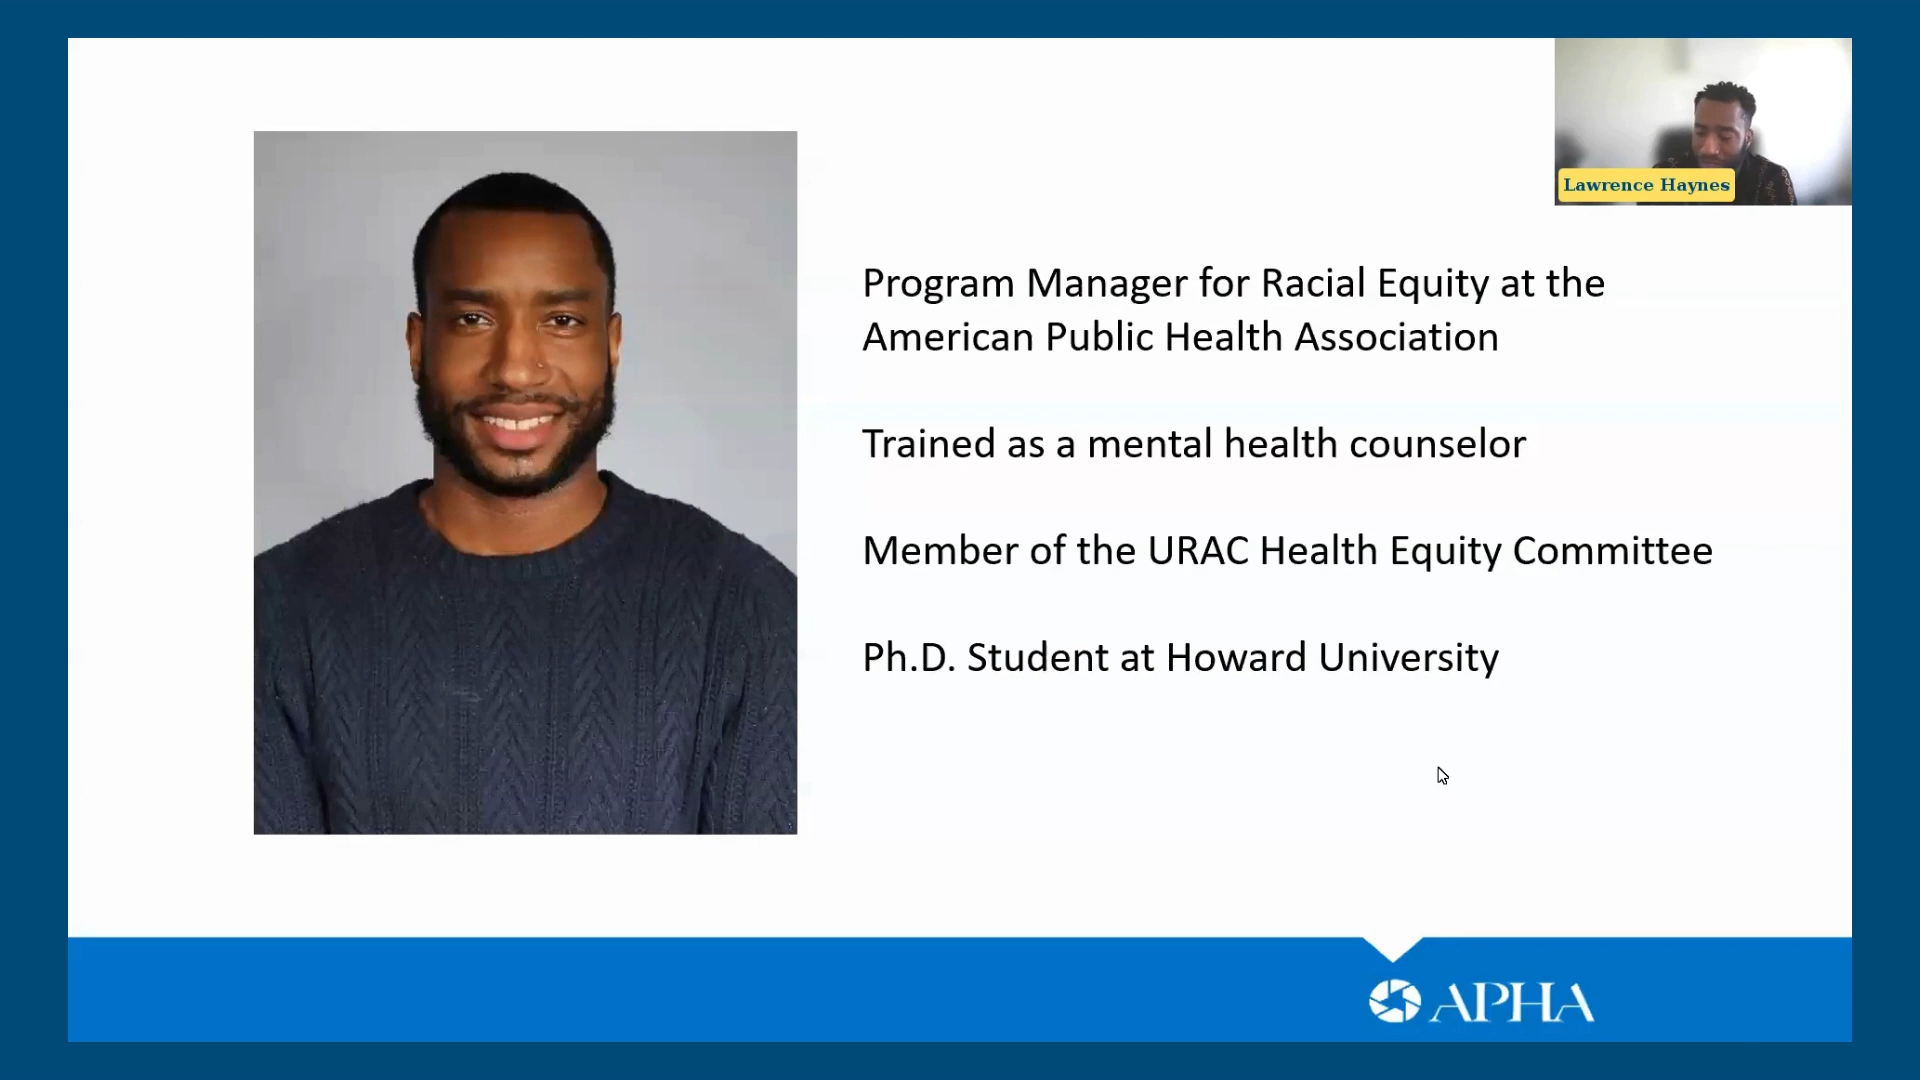 Lawrence Haynes
Program Manager for Racial Equity at the
American Public Health Association
Trained as a mental health counselor
Member of the URAC Health Equity Committee
Ph.D. Student at Howard University
APHA